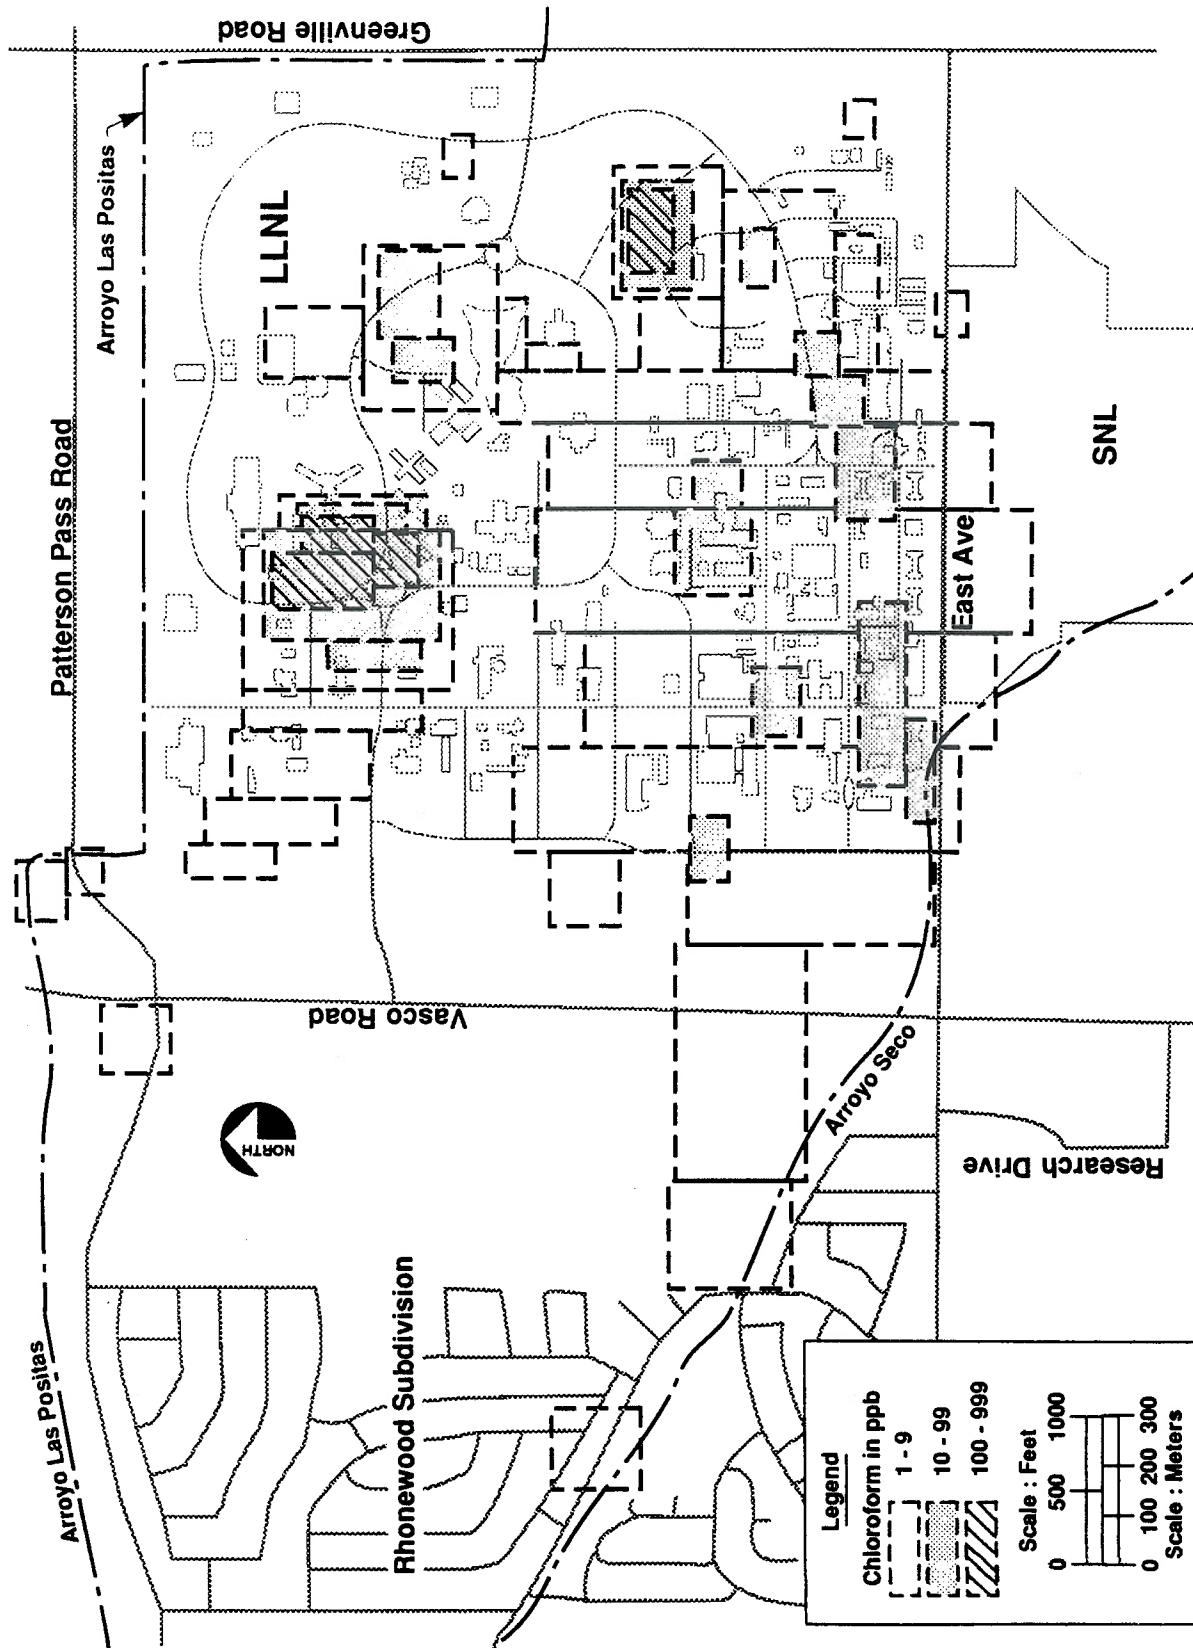 Patterson Pass Road
Arroyo Las Positas
Greenville Road
LLNL
Arroyo Las Positas
Vasco Road
NORTH
Rhonewood Subdivision
East Ave
SNL
Arroyo Seco
Research Drive
Legend
Chloroform in ppb
1 - 9
10 - 99
100 - 999
Scale : Feet
0 500 1000
0 100 200 300
Scale : Meters